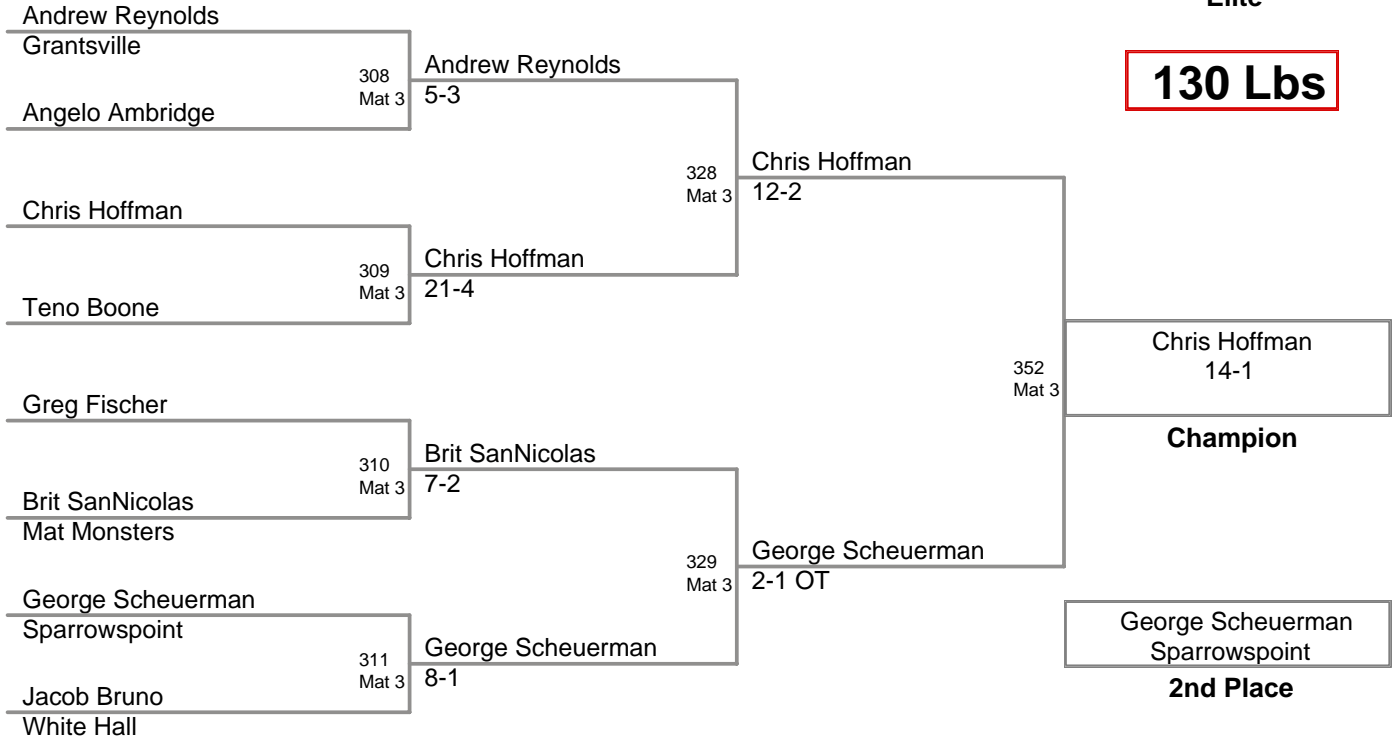 Elite
130 Lbs
Andrew Reynolds
Grantsville
308
Mat 3
Angelo Ambridge
Andrew Reynolds
5-3
Chris Hoffman
309
Mat 3
Teno Boone
Chris Hoffman
21-4
328
Mat 3
Chris Hoffman
12-2
Greg Fischer
310
Mat 3
Brit SanNicolas
Mat Monsters
Brit SanNicolas
7-2
George Scheuerman
Sparrowspoint
311
Mat 3
Jacob Bruno
White Hall
George Scheuerman
8-1
329
Mat 3
George Scheuerman
2-1 OT
352
Mat 3
Chris Hoffman
14-1
Champion
George Scheuerman
Sparrowspoint
2nd Place